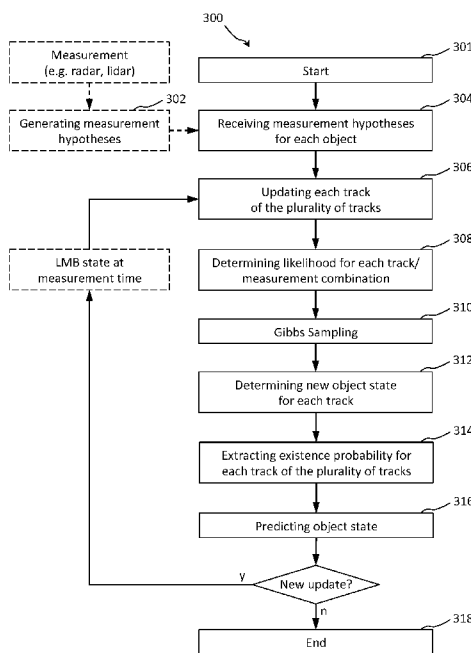 300
Measurement
(e.g. radar, lidar)
301
Start
302
Generating measurement
hypotheses
304
Receiving measurement hypotheses
for each object
306
Updating each track
of the plurality of tracks
LMB state at
measurement time
308
Determining likelihood for each track/
measurement combination
310
Gibbs Sampling
312
Determining new object state
for each track
314
Extracting existence probability for
each track of the plurality of tracks
316
Predicting object state
y
New update?
n
318
End